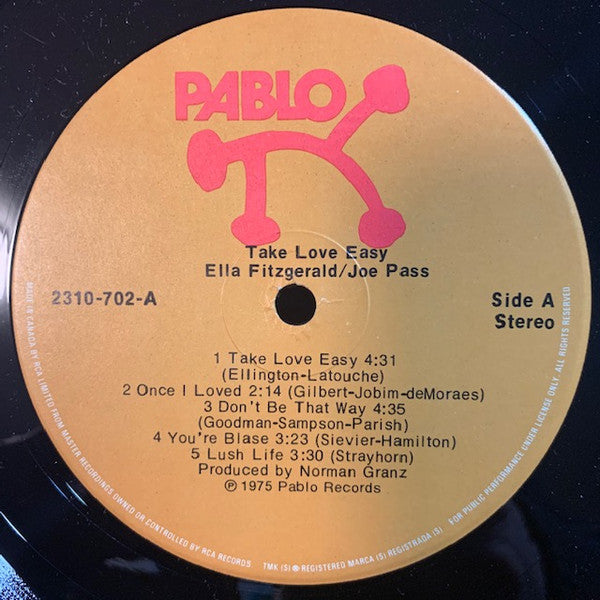 PABLO
Take Love Easy
Ella Fitzgerald/Joe Pass
2310-702-A
Side A
Stereo
1 Take Love Easy 4:31
(Ellington-Latouche)
2 Once I Loved 2:14 (Gilbert-Jobim-deMoraes)
3 Don't Be That Way 4:35
(Goodman-Sampson-Parish)
4 You're Blase 3:23 (Sievier-Hamilton)
5 Lush Life 3:30 (Strayhorn)
Produced by Norman Granz
℗ 1975 Pablo Records
MADE IN CANADA BY RCA LIMITED FROM MASTER RECORDINGS OWNED OR CONTROLLED BY RCA RECORDS TMK (S) ® REGISTERED MARCA (S) REGISTRADA (S) FOR PUBLIC PERFORMANCE UNDER LICENSE ONLY. ALL RIGHTS RESERVED.